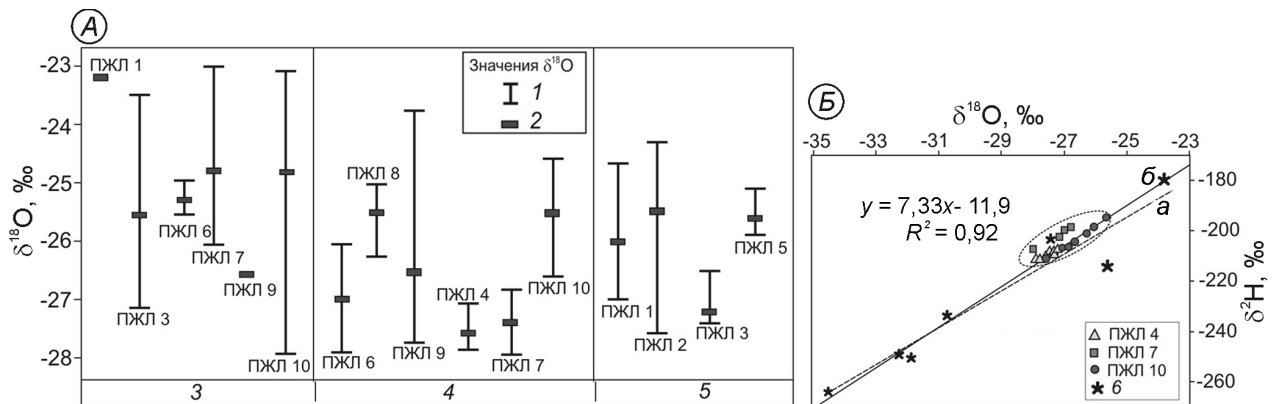 А
Б
δ¹⁸O, ‰
-23
-24
-25
-26
-27
-28
Значения δ¹⁸O
1
2
ПЖЛ 1
ПЖЛ 3
ПЖЛ 6
ПЖЛ 7
ПЖЛ 9
ПЖЛ 10
ПЖЛ 8
ПЖЛ 6
ПЖЛ 9
ПЖЛ 4
ПЖЛ 7
ПЖЛ 10
ПЖЛ 1
ПЖЛ 2
ПЖЛ 3
ПЖЛ 5
3
4
5
δ¹⁸O, ‰
-35 -33 -31 -29 -27 -25 -23
y = 7,33x- 11,9
R² = 0,92
б
а
-180
-200
-220
-240
-260
δ²H, ‰
ПЖЛ 4
ПЖЛ 7
ПЖЛ 10
6